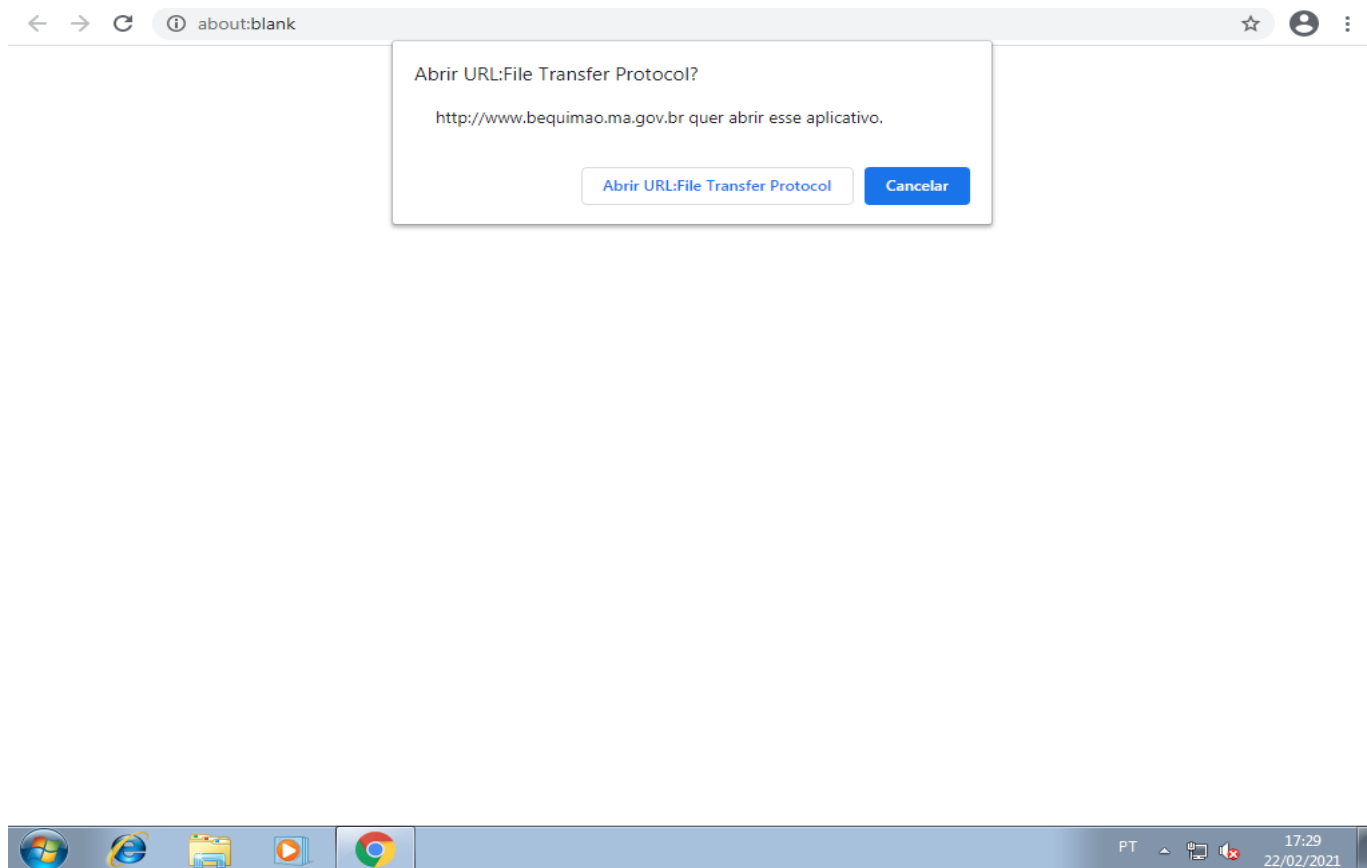 about:blank
Abrir URL:File Transfer Protocol?
http://www.bequimao.ma.gov.br quer abrir esse aplicativo.
Abrir URL:File Transfer Protocol
Cancelar
PT
17:29
22/02/2021